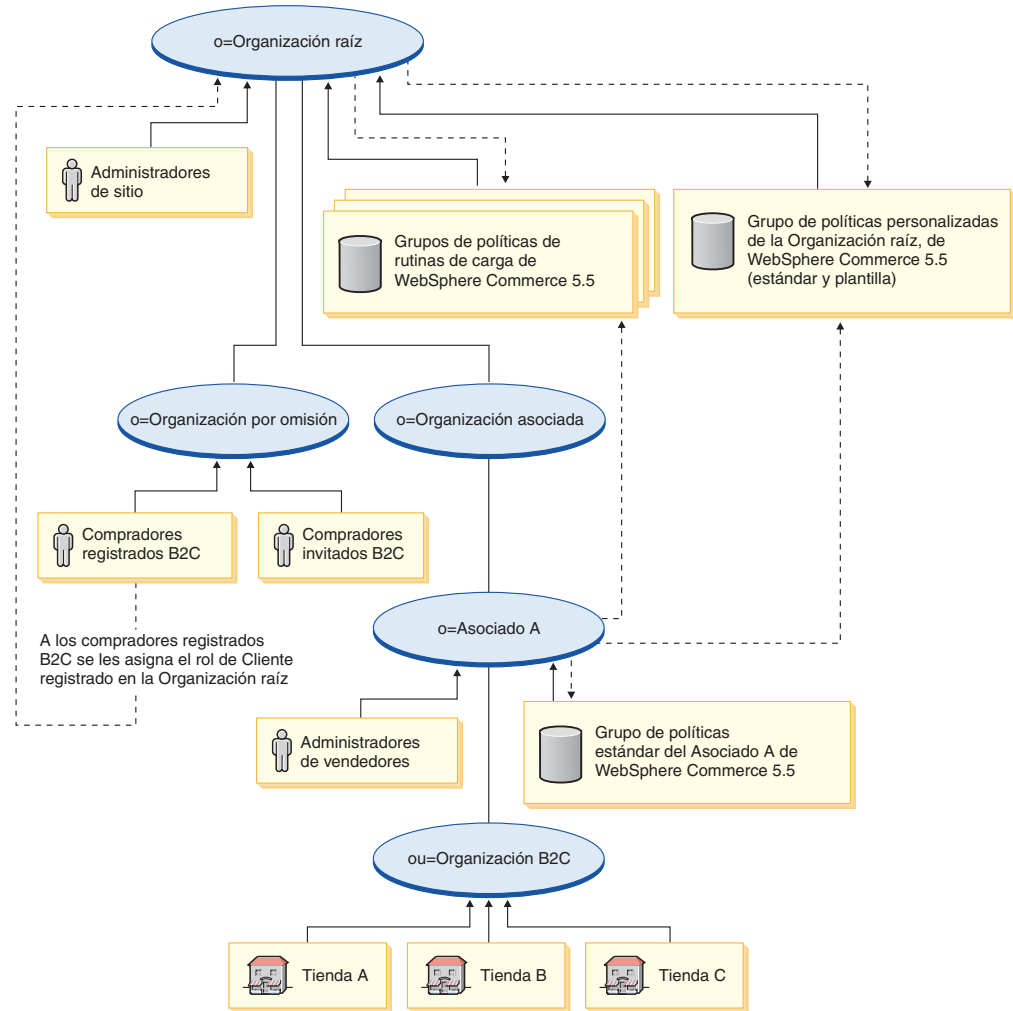 o=Organización raíz
Administradores
de sitio
Grupos de políticas de
rutinas de carga de
WebSphere Commerce 5.5
Grupo de políticas personalizadas
de la Organización raíz, de
WebSphere Commerce 5.5
(estándar y plantilla)
o=Organización por omisión
o=Organización asociada
Compradores
registrados B2C
Compradores
invitados B2C
A los compradores registrados
B2C se les asigna el rol de Cliente
registrado en la Organización raíz
o=Asociado A
Administradores
de vendedores
Grupo de políticas
estándar del Asociado A de
WebSphere Commerce 5.5
ou=Organización B2C
Tienda A
Tienda B
Tienda C